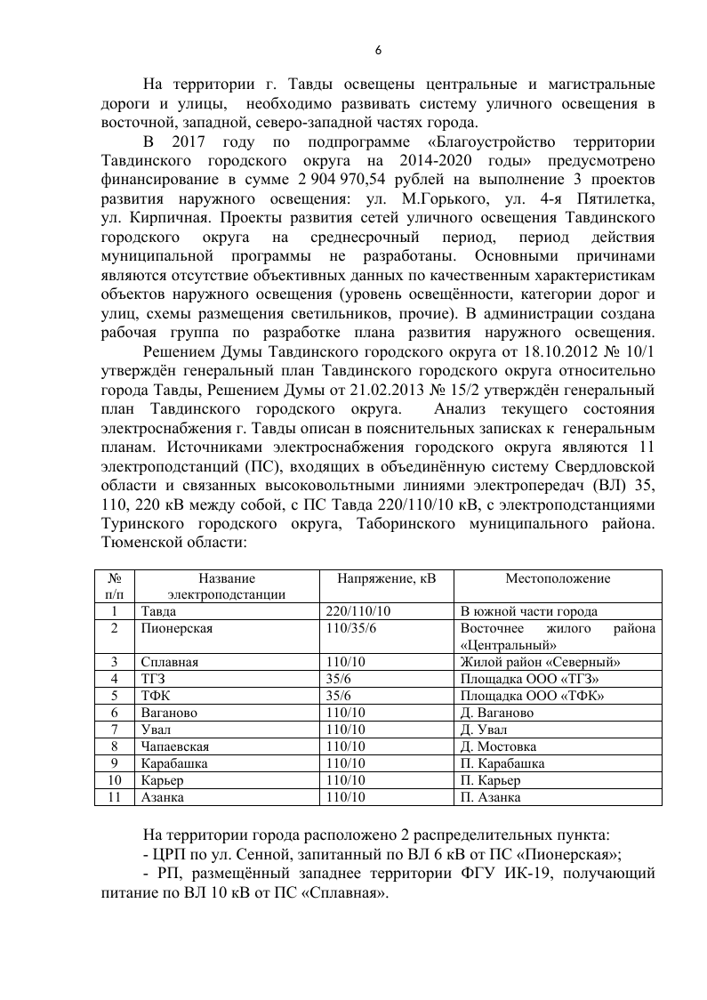 6
На территории г. Тавды освещены центральные и магистральные
дороги и улицы, необходимо развивать систему уличного освещения в
восточной, западной, северо-западной частях города.
В 2017 году по подпрограмме «Благоустройство территории
Тавдинского городского округа на 2014-2020 годы» предусмотрено
финансирование в сумме 2 904 970,54 рублей на выполнение 3 проектов
развития наружного освещения: ул. М.Горького, ул. 4-я Пятилетка,
ул. Кирпичная. Проекты развития сетей уличного освещения Тавдинского
городского округа на среднесрочный период, период действия
муниципальной программы не разработаны. Основными причинами
являются отсутствие объективных данных по качественным характеристикам
объектов наружного освещения (уровень освещённости, категории дорог и
улиц, схемы размещения светильников, прочие). В администрации создана
рабочая группа по разработке плана развития наружного освещения.
Решением Думы Тавдинского городского округа от 18.10.2012 № 10/1
утверждён генеральный план Тавдинского городского округа относительно
города Тавды, Решением Думы от 21.02.2013 № 15/2 утверждён генеральный
план Тавдинского городского округа. Анализ текущего состояния
электроснабжения г. Тавды описан в пояснительных записках к генеральным
планам. Источниками электроснабжения городского округа являются 11
электроподстанций (ПС), входящих в объединённую систему Свердловской
области и связанных высоковольтными линиями электропередач (ВЛ) 35,
110, 220 кВ между собой, с ПС Тавда 220/110/10 кВ, с электроподстанциями
Туринского городского округа, Таборинского муниципального района.
Тюменской области:
№ п/п Название электроподстанции Напряжение, кВ Местоположение
1 Тавда 220/110/10 В южной части города
2 Пионерская 110/35/6 Восточнее жилого района
«Центральный»
3 Сплавная 110/10 Жилой район «Северный»
4 ТГЗ 35/6 Площадка ООО «ТГЗ»
5 ТФК 35/6 Площадка ООО «ТФК»
6 Ваганово 110/10 Д. Ваганово
7 Увал 110/10 Д. Увал
8 Чапаевская 110/10 Д. Мостовка
9 Карабашка 110/10 П. Карабашка
10 Карьер 110/10 П. Карьер
11 Азанка 110/10 П. Азанка
На территории города расположено 2 распределительных пункта:
- ЦРП по ул. Сенной, запитанный по ВЛ 6 кВ от ПС «Пионерская»;
- РП, размещённый западнее территории ФГУ ИК-19, получающий
питание по ВЛ 10 кВ от ПС «Сплавная».